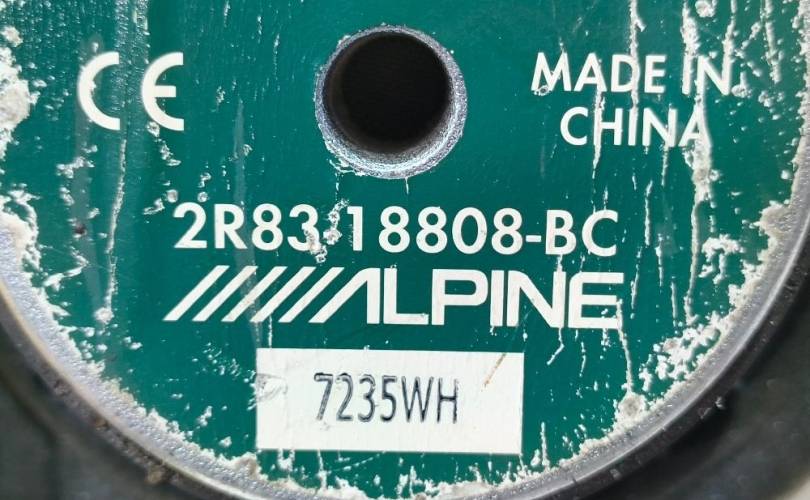 CE
MADE IN
CHINA
2R83-18808-BC
ALPINE
7235WH